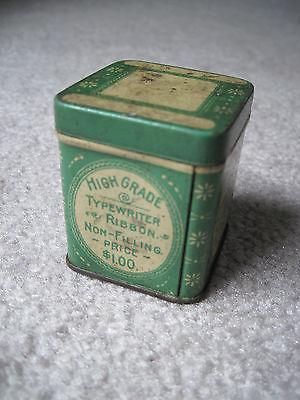 HIGH GRADE
TYPEWRITER
RIBBON.
NON-FILLING
PRICE
$1.00.